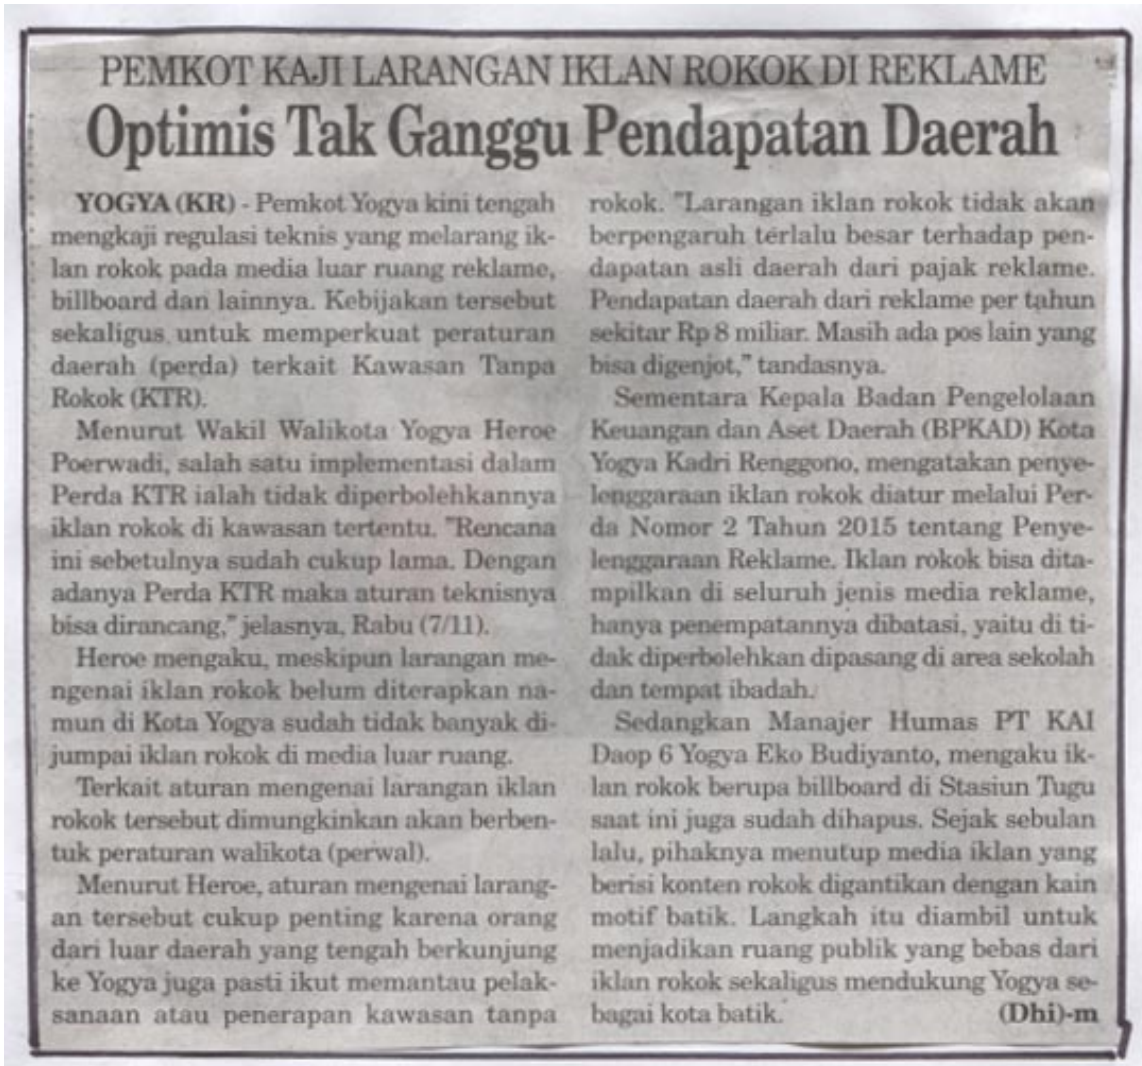 PEMKOT KAJI LARANGAN IKLAN ROKOK DI REKLAME
Optimis Tak Ganggu Pendapatan Daerah
YOGYA (KR) - Pemkot Yogya kini tengah
mengkaji regulasi teknis yang melarang ik-
lan rokok pada media luar ruang reklame,
billboard dan lainnya. Kebijakan tersebut
sekaligus untuk memperkuat peraturan
daerah (perda) terkait Kawasan Tanpa
Rokok (KTR).
Menurut Wakil Walikota Yogya Heroe
Poerwadi, salah satu implementasi dalam
Perda KTR ialah tidak diperbolehkannya
iklan rokok di kawasan tertentu. "Rencana
ini sebetulnya sudah cukup lama. Dengan
adanya Perda KTR maka aturan teknisnya
bisa dirancang," jelasnya, Rabu (7/11).
Heroe mengaku, meskipun larangan me-
ngenai iklan rokok belum diterapkan na-
mun di Kota Yogya sudah tidak banyak di-
jumpai iklan rokok di media luar ruang.
Terkait aturan mengenai larangan iklan
rokok tersebut dimungkinkan akan berben-
tuk peraturan walikota (perwal).
Menurut Heroe, aturan mengenai larang-
an tersebut cukup penting karena orang
dari luar daerah yang tengah berkunjung
ke Yogya juga pasti ikut memantau pelak-
sanaan atau penerapan kawasan tanpa
rokok. "Larangan iklan rokok tidak akan
berpengaruh terlalu besar terhadap pen-
dapatan asli daerah dari pajak reklame.
Pendapatan daerah dari reklame per tahun
sekitar Rp 8 miliar. Masih ada pos lain yang
bisa digenjot," tandasnya.
Sementara Kepala Badan Pengelolaan
Keuangan dan Aset Daerah (BPKAD) Kota
Yogya Kadri Renggono, mengatakan penye-
lenggaraan iklan rokok diatur melalui Per-
da Nomor 2 Tahun 2015 tentang Penye-
lenggaraan Reklame. Iklan rokok bisa dita-
mpilkan di seluruh jenis media reklame,
hanya penempatannya dibatasi, yaitu di ti-
dak diperbolehkan dipasang di area sekolah
dan tempat ibadah.
Sedangkan Manajer Humas PT KAI
Daop 6 Yogya Eko Budiyanto, mengaku ik-
lan rokok berupa billboard di Stasiun Tugu
saat ini juga sudah dihapus. Sejak sebulan
lalu, pihaknya menutup media iklan yang
berisi konten rokok digantikan dengan kain
motif batik. Langkah itu diambil untuk
menjadikan ruang publik yang bebas dari
iklan rokok sekaligus mendukung Yogya se-
bagai kota batik. (Dhi)-m